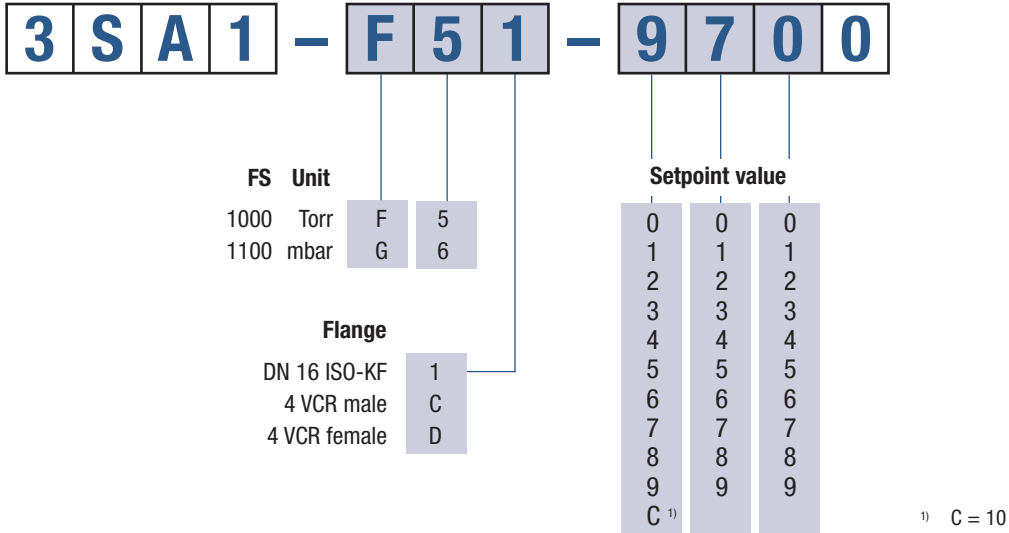 3SA1 – F51 – 9700
FS Unit
1000 Torr F 5
1100 mbar G 6
Flange
DN 16 ISO-KF 1
4 VCR male C
4 VCR female D
Setpoint value
0 0 0
1 1 1
2 2 2
3 3 3
4 4 4
5 5 5
6 6 6
7 7 7
8 8 8
9 9 9
C 1)
1) C = 10